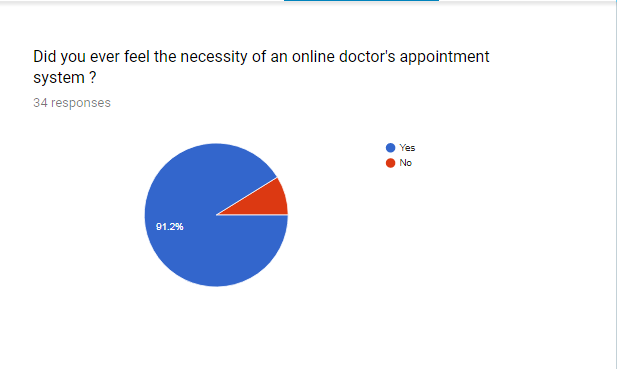 Did you ever feel the necessity of an online doctor's appointment
system ?
34 responses
Yes
No
91.2%